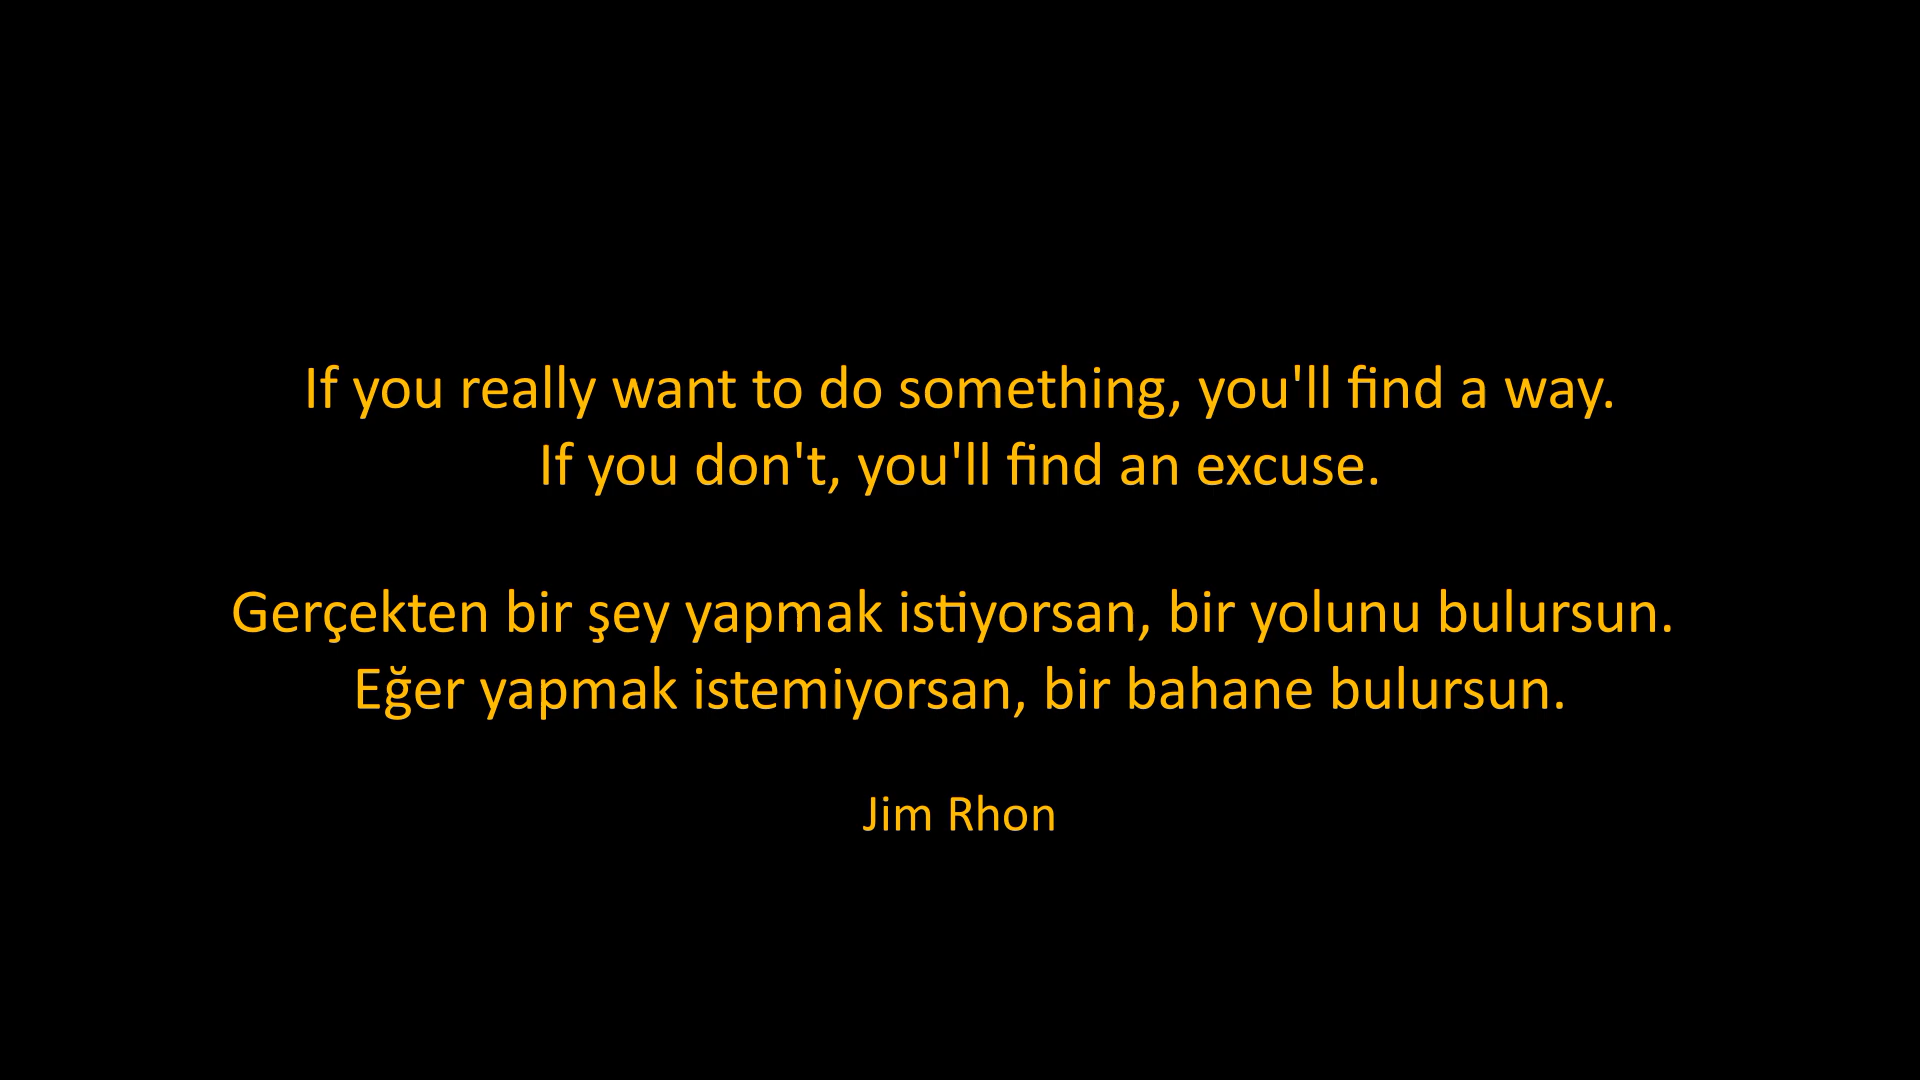 If you really want to do something, you'll find a way.
If you don't, you'll find an excuse.
Gerçekten bir şey yapmak istiyorsan, bir yolunu bulursun.
Eğer yapmak istemiyorsan, bir bahane bulursun.
Jim Rhon